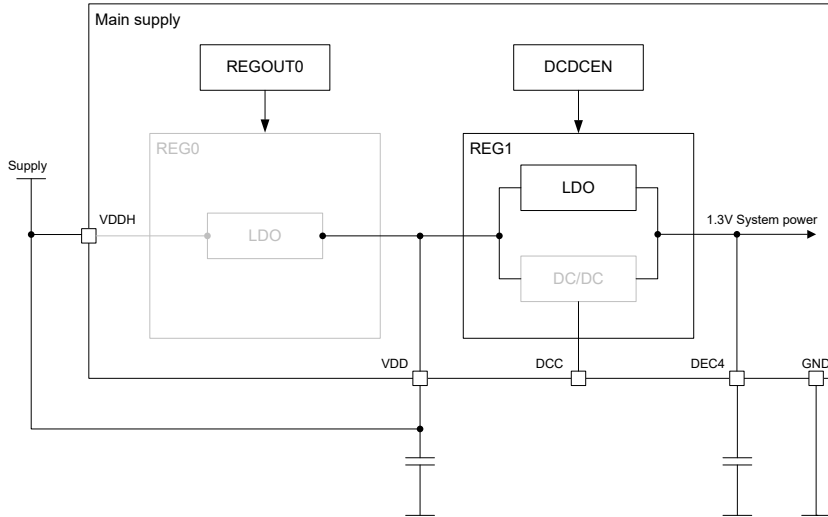 Main supply
REGOUT0
DCDCEN
REG0
REG1
Supply
LDO
VDDH
1.3V System power
LDO
DC/DC
VDD
DCC
DEC4
GND